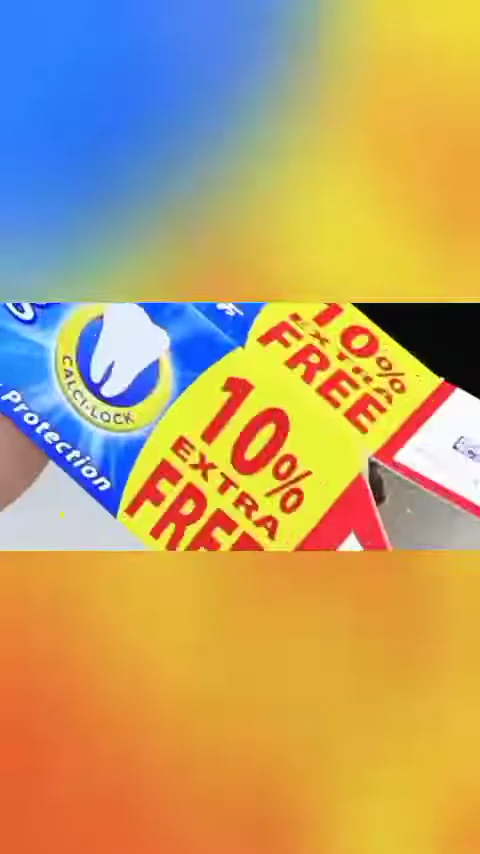 10%
EXTRA
FREE
CALCI-LOCK
Protection
10%
EXTRA
FREE